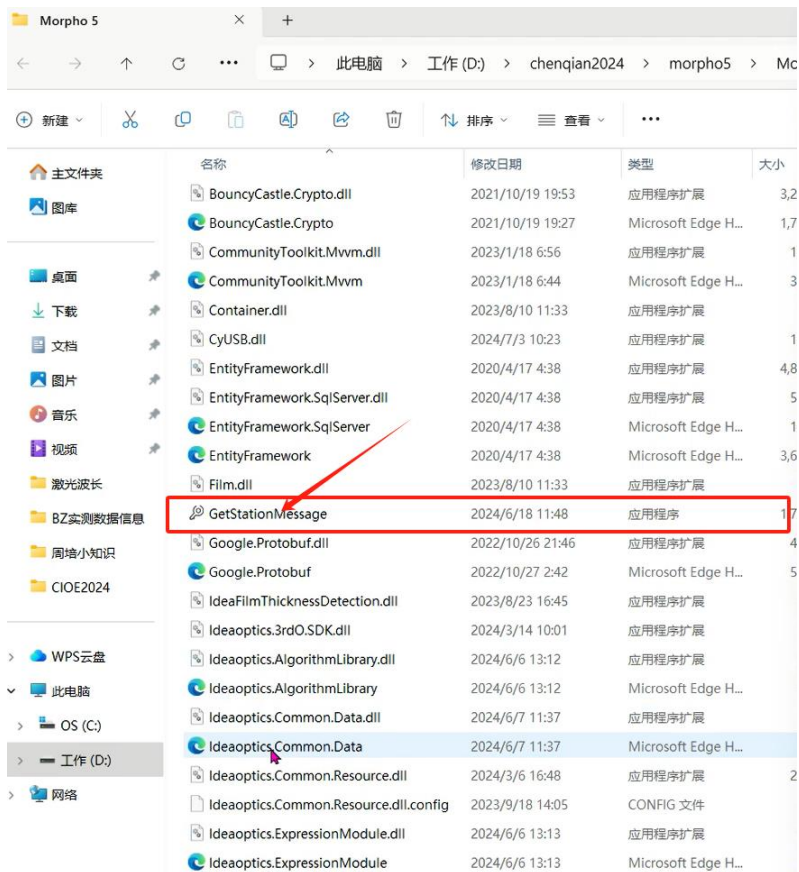 Morpho 5
此电脑 > 工作 (D:) > chenqian2024 > morpho5 > Mo
新建 排序 查看
名称 修改日期 类型 大小
主文件夹
图库
桌面
下载
文档
图片
音乐
视频
激光波长
BZ实测数据信息
周培小知识
CIOE2024
WPS云盘
此电脑
OS (C:)
工作 (D:)
网络
BouncyCastle.Crypto.dll 2021/10/19 19:53 应用程序扩展 3,2
BouncyCastle.Crypto 2021/10/19 19:27 Microsoft Edge H... 1,7
CommunityToolkit.Mvvm.dll 2023/1/18 6:56 应用程序扩展 1
CommunityToolkit.Mvvm 2023/1/18 6:44 Microsoft Edge H... 3
Container.dll 2023/8/10 11:33 应用程序扩展
CyUSB.dll 2024/7/3 10:23 应用程序扩展 1
EntityFramework.dll 2020/4/17 4:38 应用程序扩展 4,8
EntityFramework.SqlServer.dll 2020/4/17 4:38 应用程序扩展 5
EntityFramework.SqlServer 2020/4/17 4:38 Microsoft Edge H... 1
EntityFramework 2020/4/17 4:38 Microsoft Edge H... 3,6
Film.dll 2023/8/10 11:33 应用程序扩展
GetStationMessage 2024/6/18 11:48 应用程序 1,7
Google.Protobuf.dll 2022/10/26 21:46 应用程序扩展 4
Google.Protobuf 2022/10/27 2:42 Microsoft Edge H... 5
IdeaFilmThicknessDetection.dll 2023/8/23 16:45 应用程序扩展
Ideaoptics.3rdO.SDK.dll 2024/3/14 10:01 应用程序扩展
Ideaoptics.AlgorithmLibrary.dll 2024/6/6 13:12 应用程序扩展
Ideaoptics.AlgorithmLibrary 2024/6/6 13:12 Microsoft Edge H...
Ideaoptics.Common.Data.dll 2024/6/7 11:37 应用程序扩展
Ideaoptics.Common.Data 2024/6/7 11:37 Microsoft Edge H...
Ideaoptics.Common.Resource.dll 2024/3/6 16:48 应用程序扩展 2
Ideaoptics.Common.Resource.dll.config 2023/9/18 14:05 CONFIG 文件
Ideaoptics.ExpressionModule.dll 2024/6/6 13:13 应用程序扩展
Ideaoptics.ExpressionModule 2024/6/6 13:13 Microsoft Edge H...